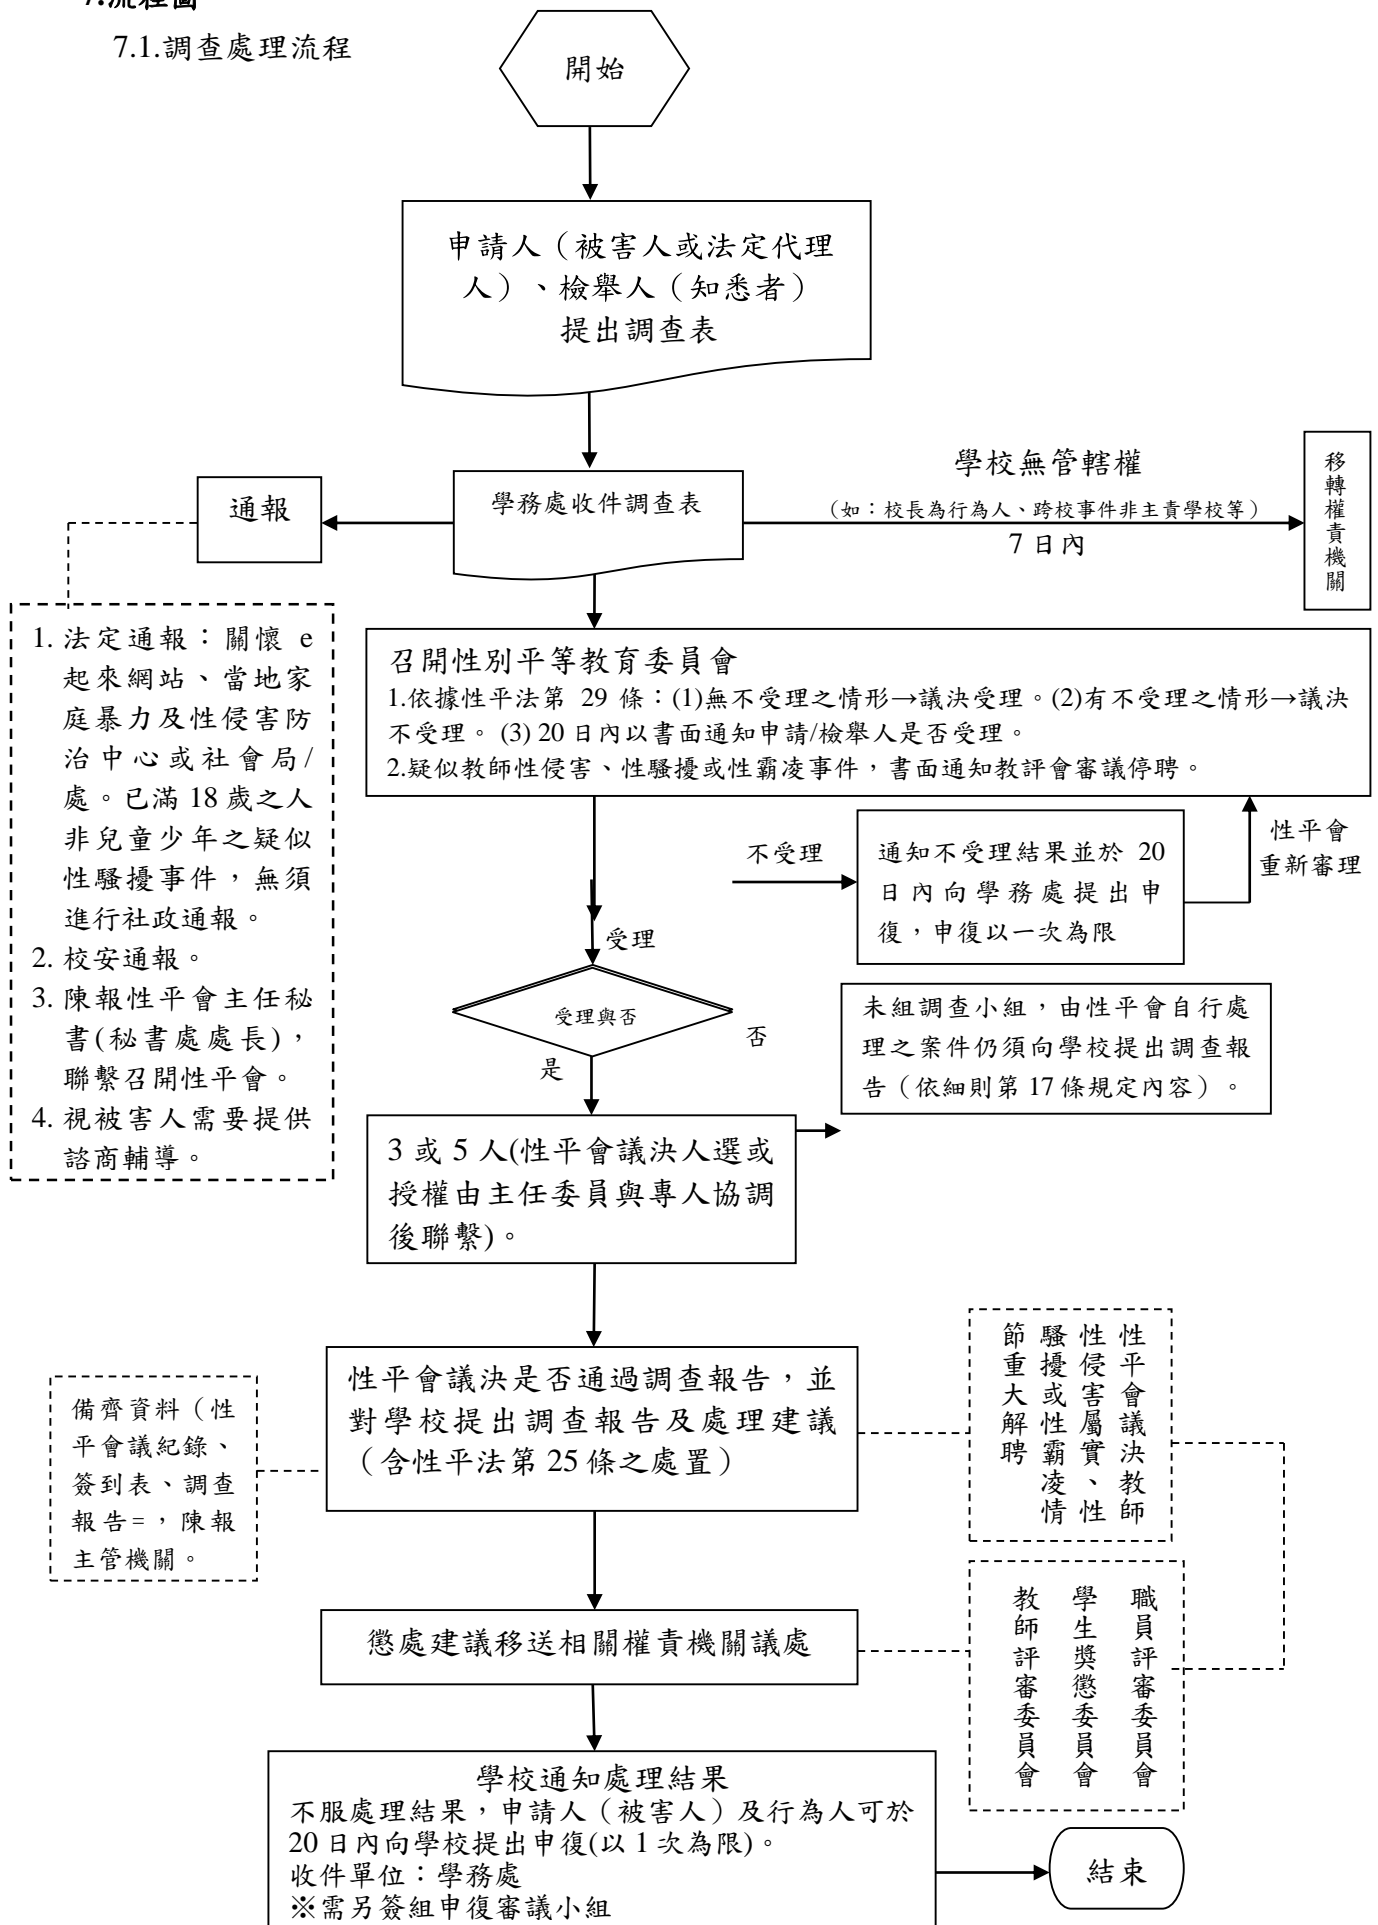 7.流程圖
7.1.調查處理流程
開始
申請人（被害人或法定代理
人）、檢舉人（知悉者）
提出調查表
通報
學務處收件調查表
學校無管轄權
（如：校長為行為人、跨校事件非主責學校等）
7 日內
移轉權責機關
1. 法定通報：關懷 e
起來網站、當地家
庭暴力及性侵害防
治中心或社會局/
處。已滿 18 歲之人
非兒童少年之疑似
性騷擾事件，無須
進行社政通報。
2. 校安通報。
3. 陳報性平會主任秘
書(秘書處處長)，
聯繫召開性平會。
4. 視被害人需要提供
諮商輔導。
召開性別平等教育委員會
1.依據性平法第 29 條：(1)無不受理之情形→議決受理。(2)有不受理之情形→議決
不受理。 (3) 20 日內以書面通知申請/檢舉人是否受理。
2.疑似教師性侵害、性騷擾或性霸凌事件，書面通知教評會審議停聘。
不受理
通知不受理結果並於 20
日內向學務處提出申
復，申復以一次為限
性平會
重新審理
受理
受理與否
否
是
未組調查小組，由性平會自行處
理之案件仍須向學校提出調查報
告（依細則第 17 條規定內容）。
3 或 5 人(性平會議決人選或
授權由主任委員與專人協調
後聯繫)。
性平會議決是否通過調查報告，並
對學校提出調查報告及處理建議
（含性平法第 25 條之處置）
備齊資料（性
平會議紀錄、
簽到表、調查
報告=，陳報
主管機關。
性平會議決教師
性侵害屬實、性
騷擾或性霸凌情
節重大解聘
懲處建議移送相關權責機關議處
職員評審委員會
學生獎懲委員會
教師評審委員會
學校通知處理結果
不服處理結果，申請人（被害人）及行為人可於
20 日內向學校提出申復(以 1 次為限)。
收件單位：學務處
※需另簽組申復審議小組
結束